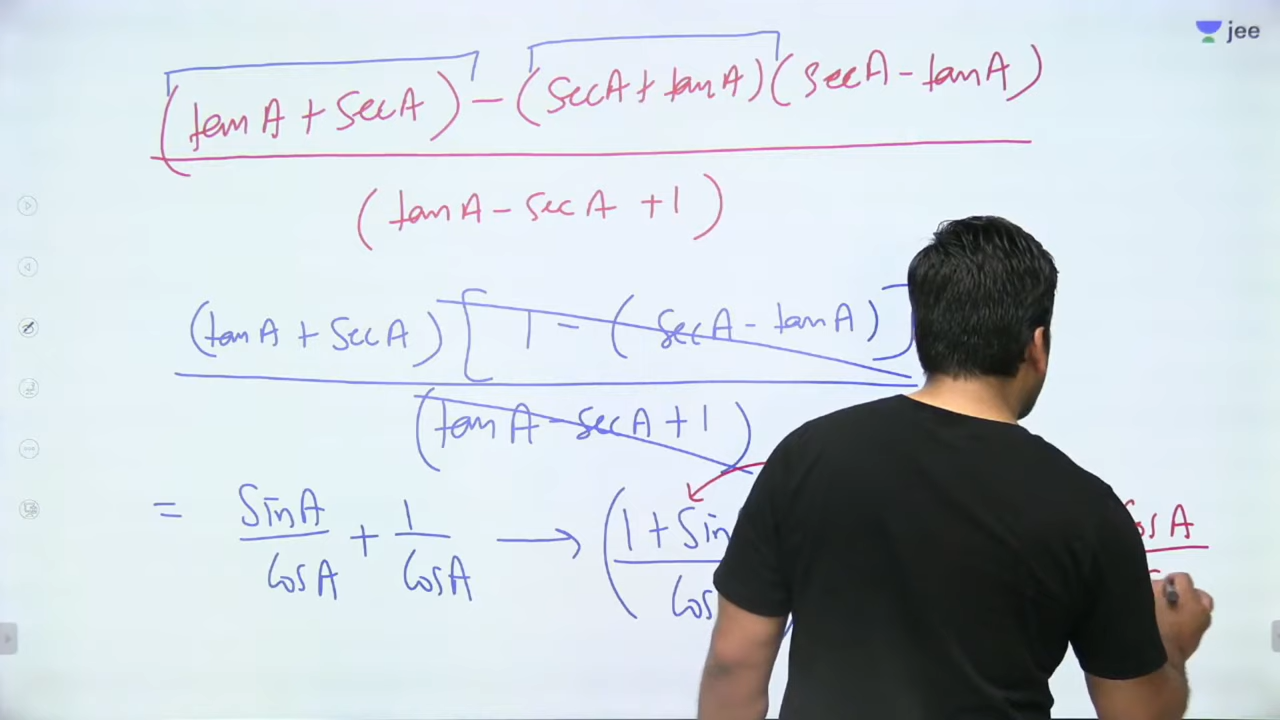 jee
(tanA + secA) - (secA + tanA)(secA - tanA)
(tanA - secA + 1)
(tanA + secA) [1 - (secA - tanA)]
(tanA - secA + 1)
= SinA/CosA + 1/CosA → (1 + Sin
Cos
A